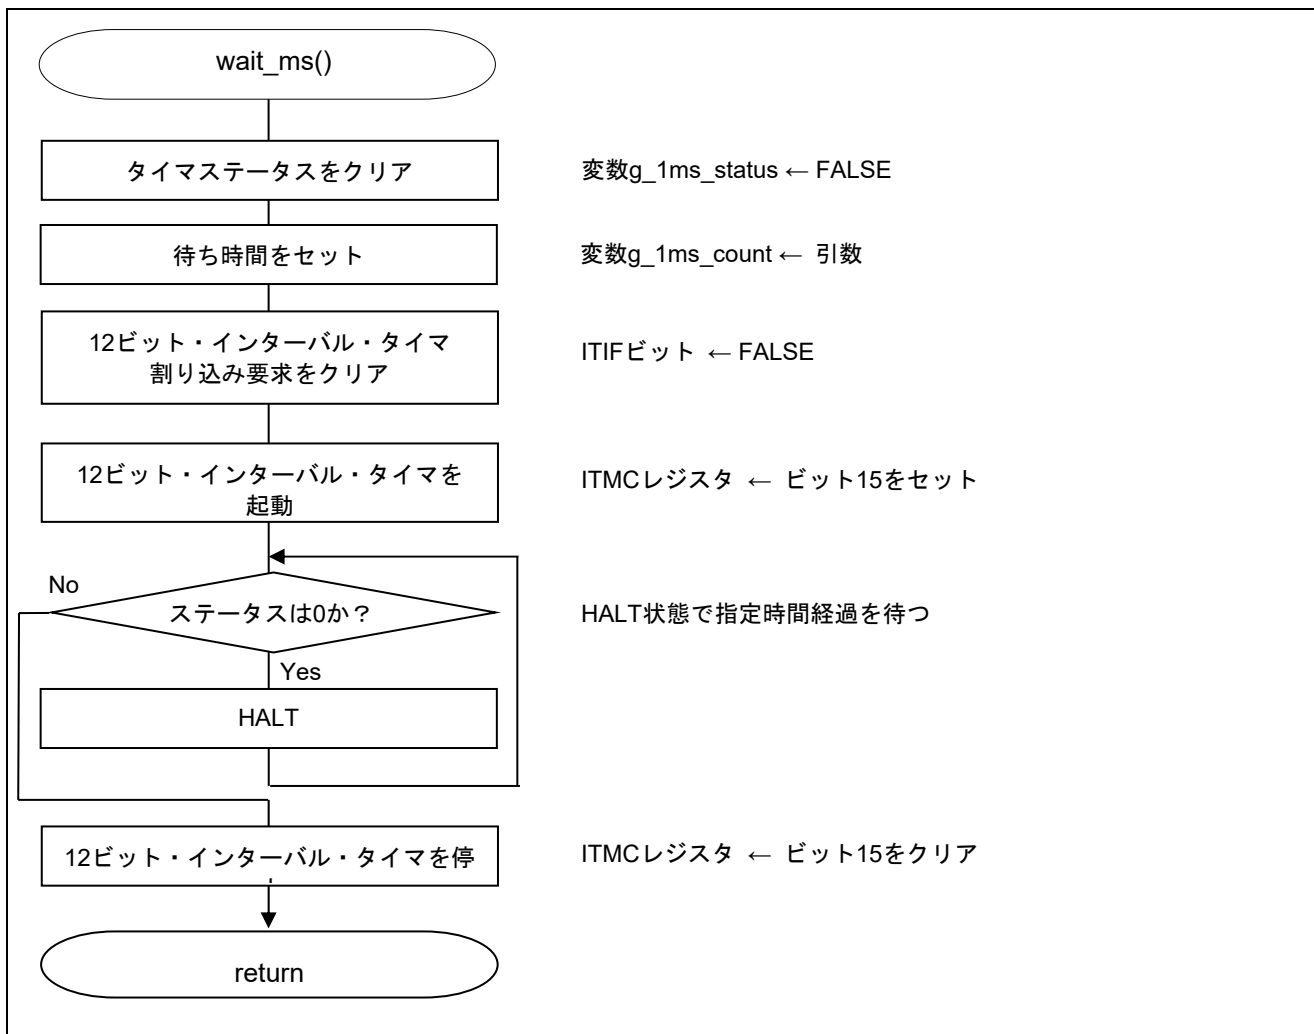 wait_ms()
タイマステータスをクリア
変数g_1ms_status ← FALSE
待ち時間をセット
変数g_1ms_count ← 引数
12ビット・インターバル・タイマ
割り込み要求をクリア
ITIFビット ← FALSE
12ビット・インターバル・タイマを
起動
ITMCレジスタ ← ビット15をセット
No
ステータスは0か？
HALT状態で指定時間経過を待つ
Yes
HALT
12ビット・インターバル・タイマを停
ITMCレジスタ ← ビット15をクリア
return